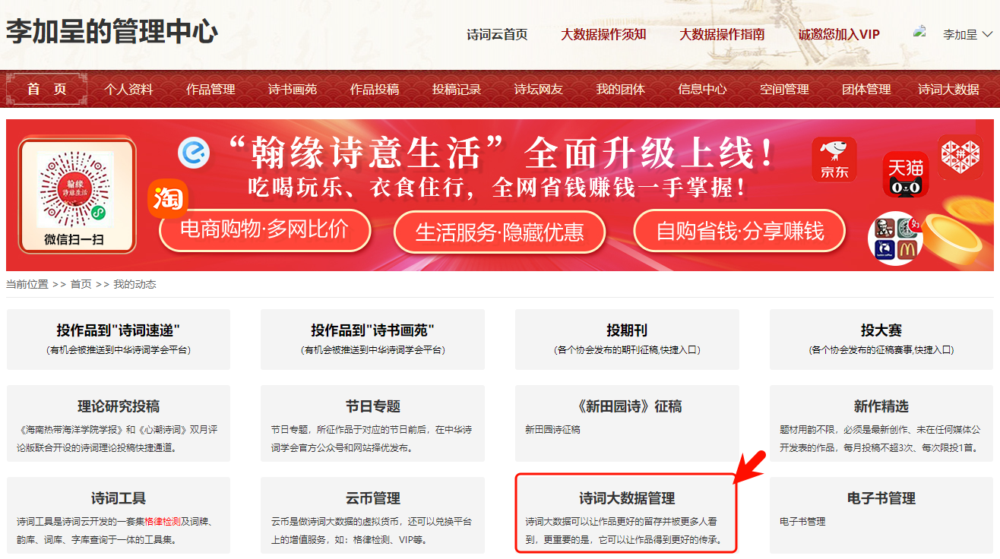 李加呈的管理中心
诗词云首页 大数据操作须知 大数据操作指南 诚邀您加入VIP 李加呈
首 页 个人资料 作品管理 诗书画苑 作品投稿 投稿记录 诗坛网友 我的团体 信息中心 空间管理 团体管理 诗词大数据
“翰缘诗意生活”全面升级上线！
吃喝玩乐、衣食住行，全网省钱赚钱一手掌握！
电商购物·多网比价 生活服务·隐藏优惠 自购省钱·分享赚钱
翰缘
诗意生活
微信扫一扫
淘
京东
天猫
拼
当前位置 >> 首页 >> 我的动态
投作品到"诗词速递"
(有机会被推送到中华诗词学会平台)
投作品到"诗书画苑"
(有机会被推送到中华诗词学会平台)
投期刊
(各个协会发布的期刊征稿,快捷入口)
投大赛
(各个协会发布的征稿赛事,快捷入口)
理论研究投稿
《海南热带海洋学院学报》和《心潮诗词》双月评
论版联合开设的诗词理论投稿快捷通道。
节日专题
节日专题，所征作品于对应的节日前后，在中华诗
词学会官方公众号和网站择优发布。
《新田园诗》征稿
新田园诗征稿
新作精选
题材用韵不限，必须是最新创作、未在任何媒体公
开发表的作品，每月投稿不超3次、每次限投1首。
诗词工具
诗词工具是诗词云开发的一套集格律检测及词牌、
韵库、词库、字库查询于一体的工具集。
云币管理
云币是做诗词大数据的虚拟货币，还可以兑换平台
上的增值服务，如：格律检测、VIP等。
诗词大数据管理
诗词大数据可以让作品更好的留存并被更多人看
到，更重要的是，它可以让作品得到更好的传承。
电子书管理
电子书管理